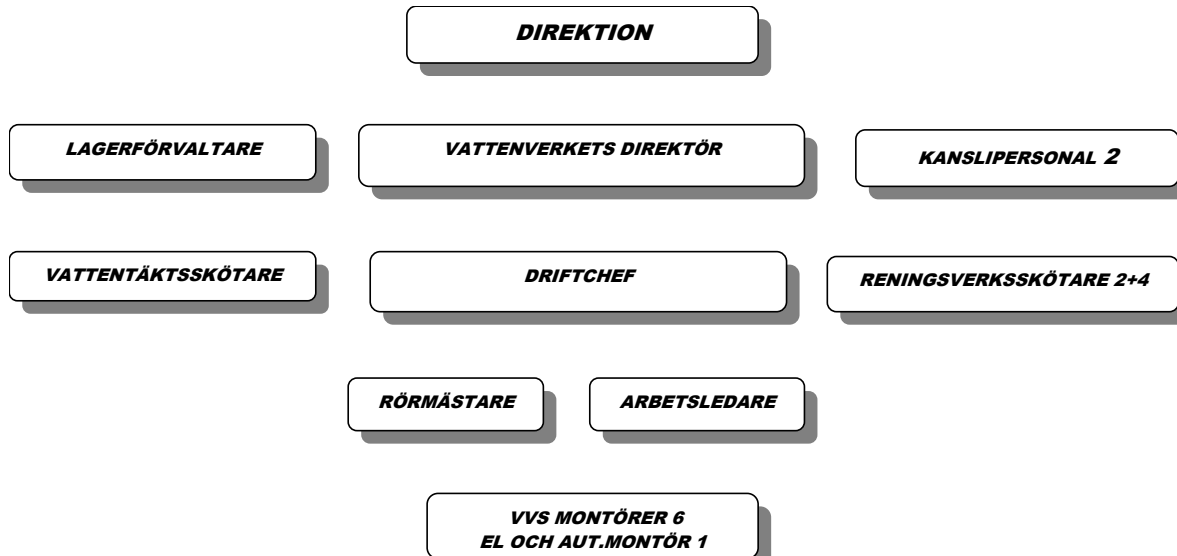 DIREKTION
LAGERFÖRVALTARE
VATTENVERKETS DIREKTÖR
KANSLIPERSONAL 2
VATTENTÄKTSSKÖTARE
DRIFTCHEF
RENINGSVERKSSKÖTARE 2+4
RÖRMÄSTARE
ARBETSLEDARE
VVS MONTÖRER 6
EL OCH AUT.MONTÖR 1